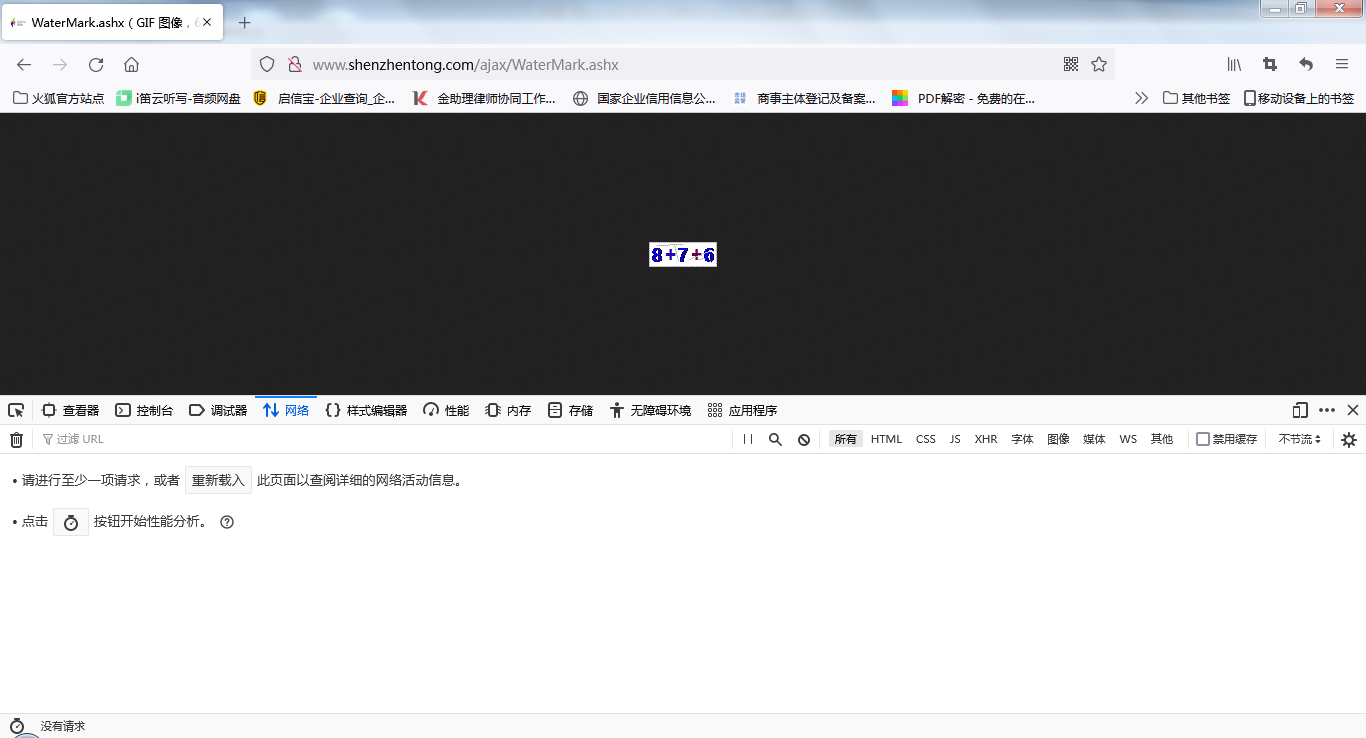 WaterMark.ashx ( GIF 图像，
www.shenzhentong.com/ajax/WaterMark.ashx
火狐官方站点 i笛云听写-音频网盘 启信宝-企业查询_企... 金助理律师协同工作... 国家企业信用信息公... 商事主体登记及备案... PDF解密 - 免费的在... 其他书签 移动设备上的书签
8+7+6
查看器 控制台 调试器 网络 样式编辑器 性能 内存 存储 无障碍环境 应用程序
过滤 URL 所有 HTML CSS JS XHR 字体 图像 媒体 WS 其他 禁用缓存 不节流
• 请进行至少一项请求，或者 重新载入 此页面以查阅详细的网络活动信息。
• 点击 按钮开始性能分析。
没有请求